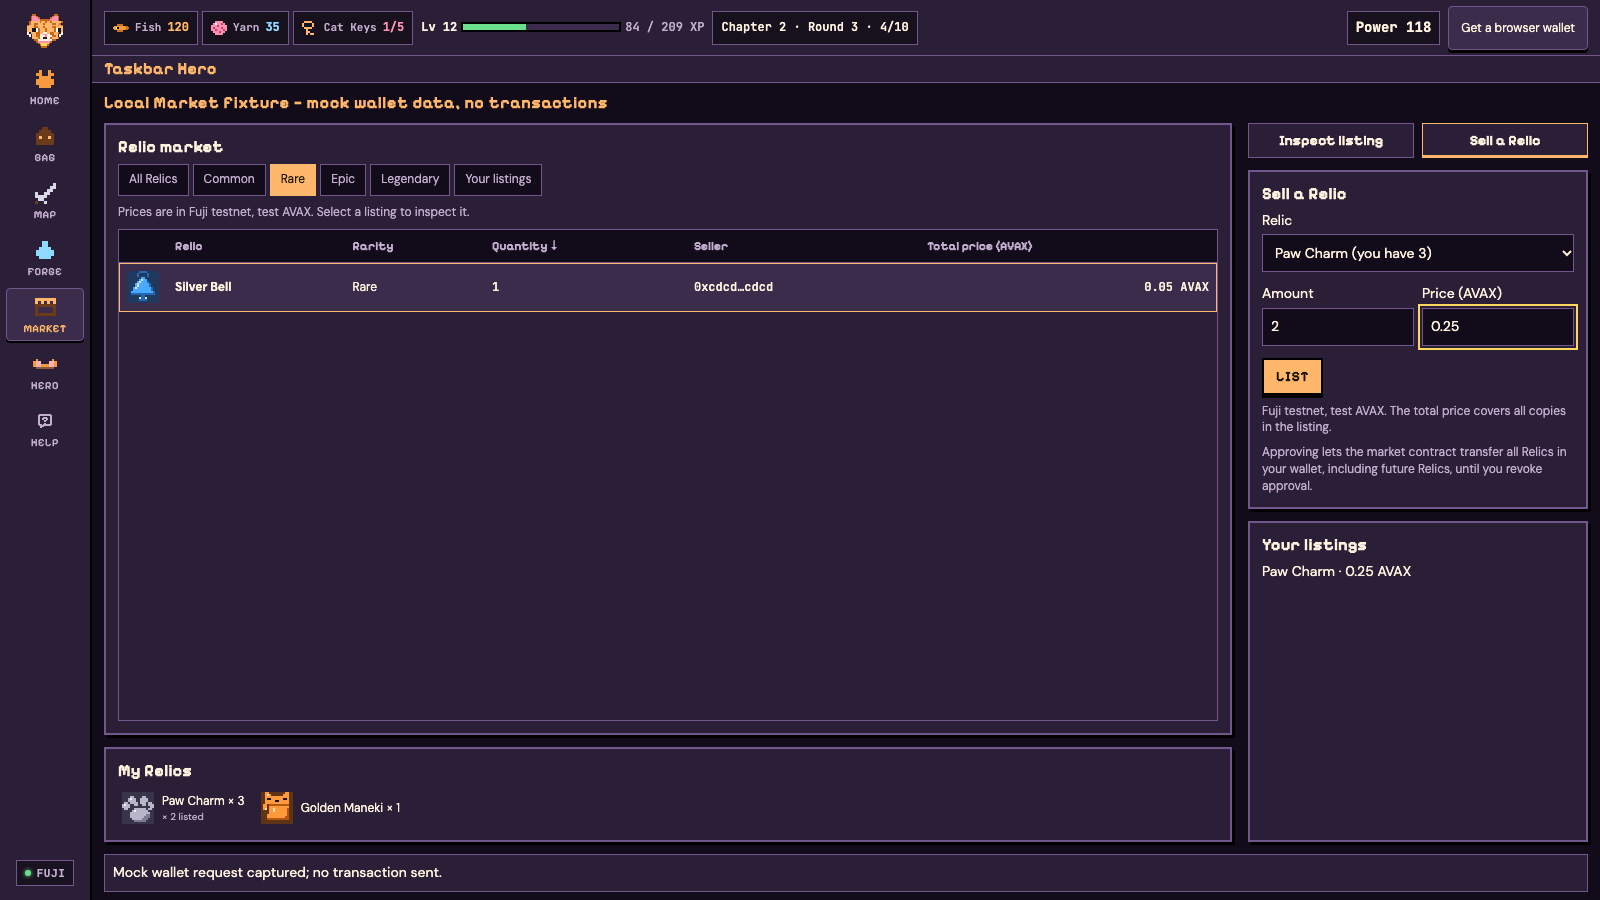 Fish 120
Yarn 35
Cat Keys 1/5
Lv 12
84 / 209 XP
Chapter 2 · Round 3 · 4/10
Power 118
Get a browser wallet
HOME
BAG
MAP
FORGE
MARKET
HERO
HELP
FUJI
Taskbar Hero
Local Market Fixture - mock wallet data, no transactions
Relic market
All Relics
Common
Rare
Epic
Legendary
Your listings
Prices are in Fuji testnet, test AVAX. Select a listing to inspect it.
Relic Rarity Quantity ↓ Seller Total price (AVAX)
Silver Bell Rare 1 0xcdcd…cdcd 0.05 AVAX
My Relics
Paw Charm × 3
× 2 listed
Golden Maneki × 1
Inspect listing
Sell a Relic
Sell a Relic
Relic
Paw Charm (you have 3)
Amount Price (AVAX)
2 0.25
LIST
Fuji testnet, test AVAX. The total price covers all copies
in the listing.
Approving lets the market contract transfer all Relics in
your wallet, including future Relics, until you revoke
approval.
Your listings
Paw Charm · 0.25 AVAX
Mock wallet request captured; no transaction sent.